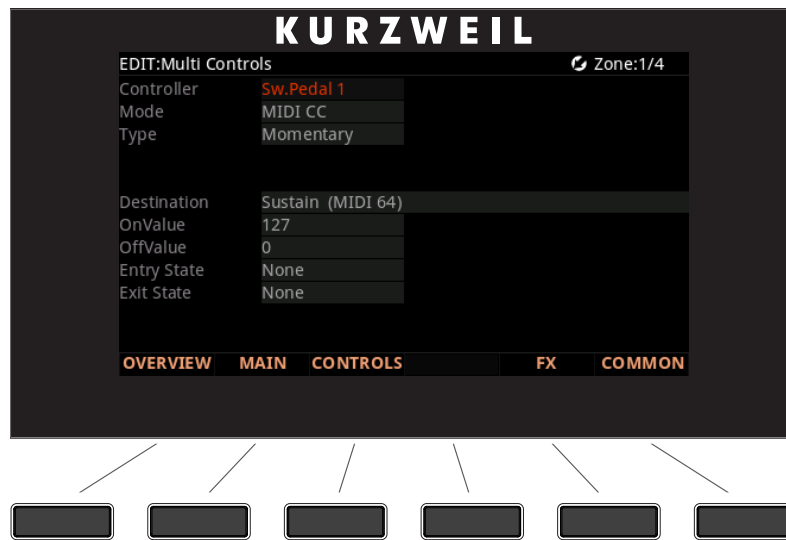 KURZWEIL
EDIT:Multi Controls Zone:1/4
Controller Sw.Pedal 1
Mode MIDI CC
Type Momentary
Destination Sustain (MIDI 64)
OnValue 127
OffValue 0
Entry State None
Exit State None
OVERVIEW MAIN CONTROLS FX COMMON